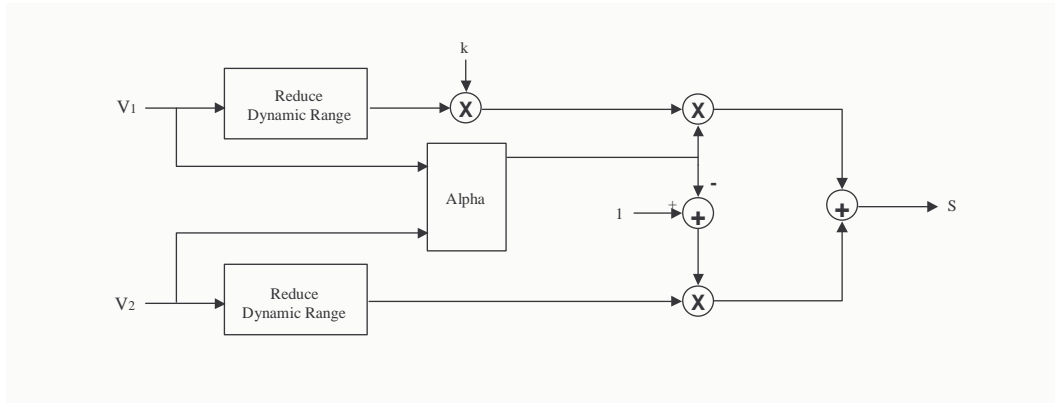 k
V1
Reduce
Dynamic Range
X
X
Alpha
-
1
+
+
+
S
V2
Reduce
Dynamic Range
X